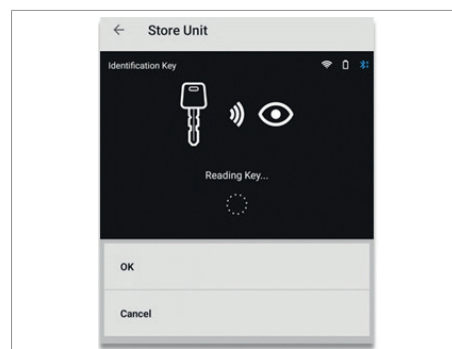 Store Unit
Identification Key
Reading Key...
OK
Cancel